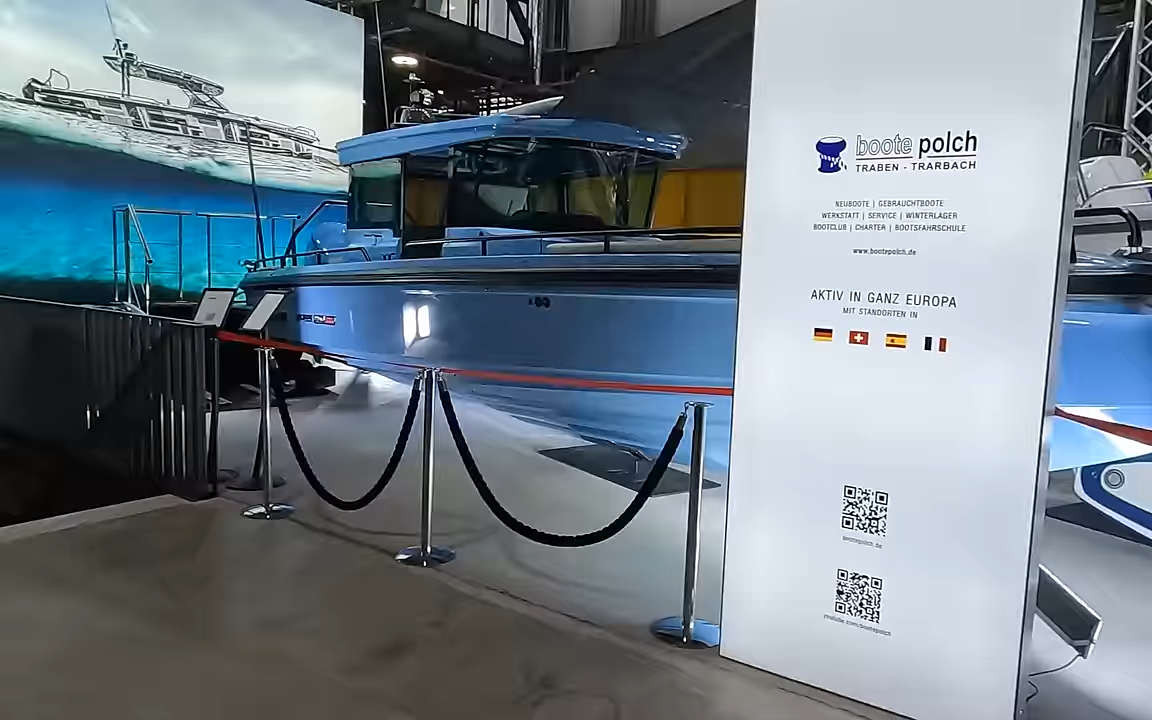 boote polch
TRABEN - TRARBACH
NEUBOOTE | GEBRAUCHTBOOTE
WERKSTATT | SERVICE | WINTERLAGER
BOOTCLUB | CHARTER | BOOTSFAHRSCHULE
www.bootepolch.de
AKTIV IN GANZ EUROPA
MIT STANDORTEN IN
bootepolch.de
youtube.com/bootepolch